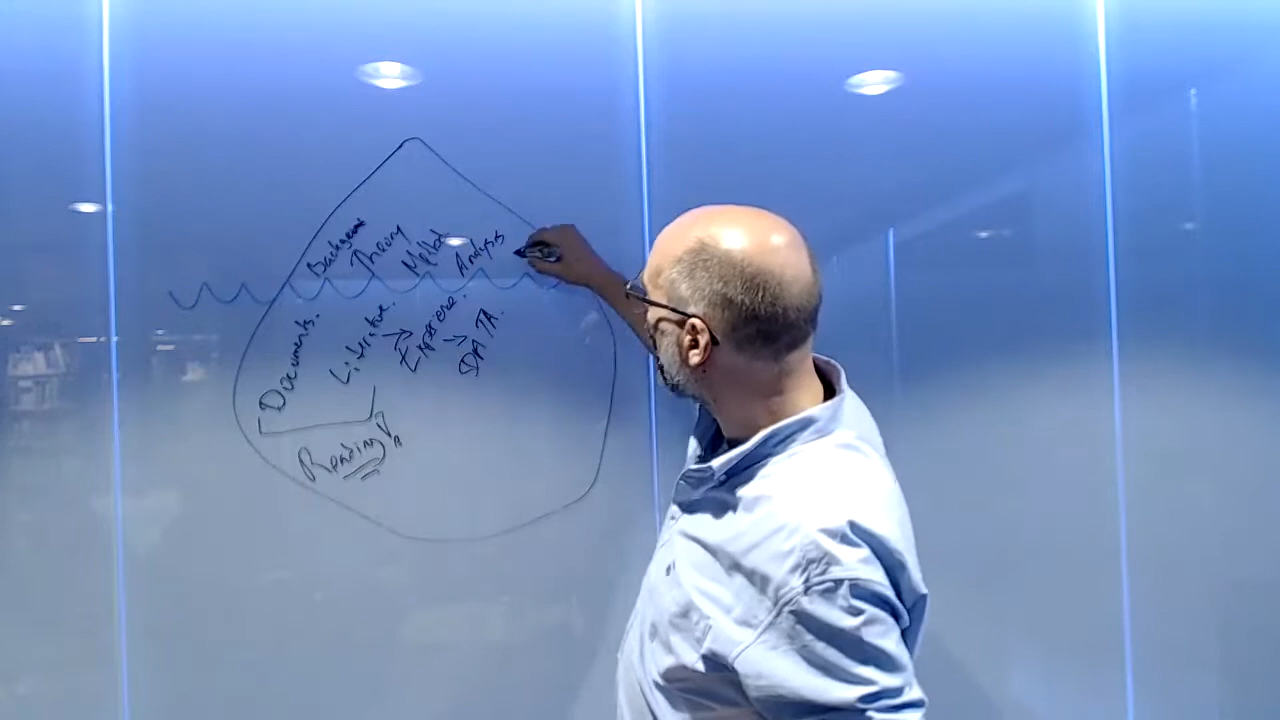 Background
Theory
Method
Analysis
Documents.
Literature.
Experience.
DATA.
Reading